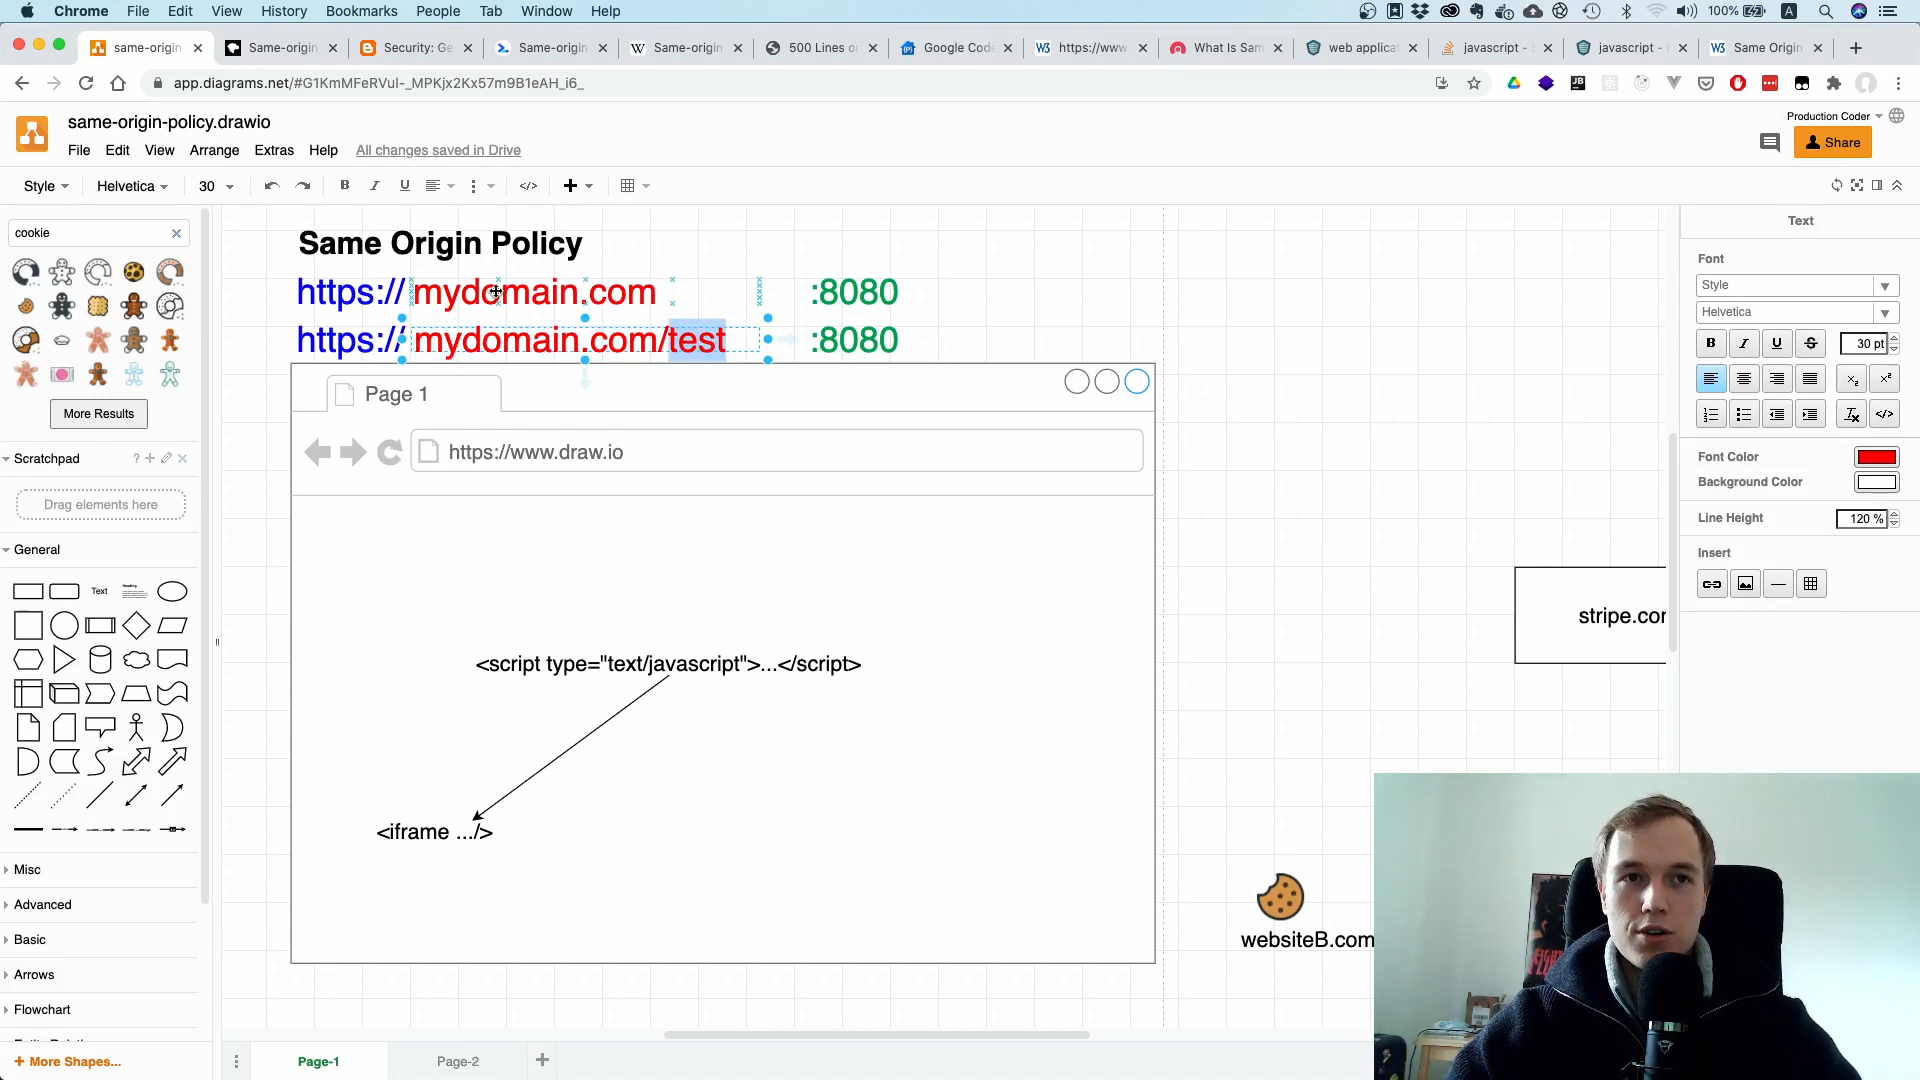 Chrome File Edit View History Bookmarks People Tab Window Help 100% A
same-origin Same-origin Security: Ge Same-origin Same-origin 500 Lines o Google Cod https://www What Is Sam web applicat javascript - javascript - Same Origin
app.diagrams.net/#G1KmMFeRVuI-_MPKjx2Kx57m9B1eAH_i6_
same-origin-policy.drawio
Production Coder
File Edit View Arrange Extras Help All changes saved in Drive
Share
Style Helvetica 30 B I U
cookie
More Results
Scratchpad ?
Drag elements here
General
Text
Heading
Misc
Advanced
Basic
Arrows
Flowchart
+ More Shapes...
Same Origin Policy
https:// mydomain.com :8080
https:// mydomain.com/test :8080
Page 1
https://www.draw.io
<script type="text/javascript">...</script>
<iframe .../>
stripe.cor
websiteB.com
Page-1 Page-2
Text
Font
Style
Helvetica
B I U S 30 pt
Font Color
Background Color
Line Height 120 %
Insert